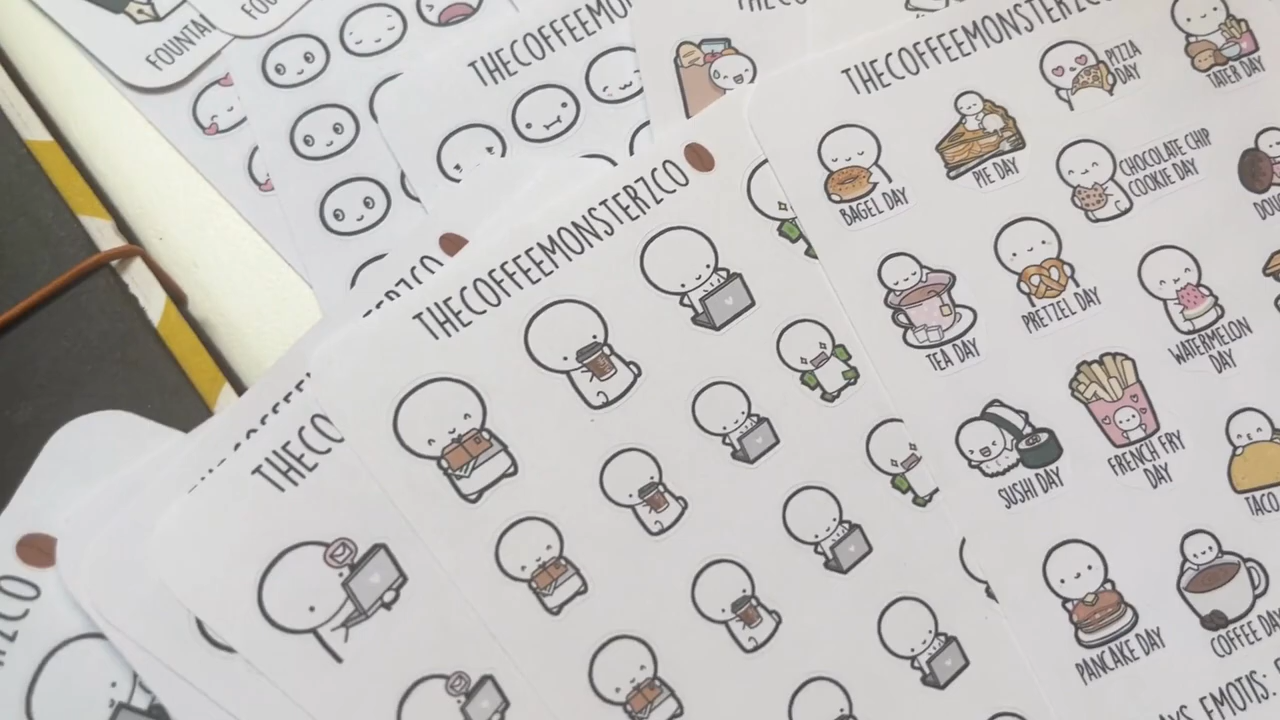 FOUNTAIN
THECOFFEEMONSTERZCO
THECOFFEEMONSTERZCO
BAGEL DAY
PIE DAY
PIZZA
DAY
TATER DAY
CHOCOLATE CHIP
COOKIE DAY
TEA DAY
PRETZEL DAY
WATERMELON
DAY
SUSHI DAY
FRENCH FRY
DAY
TACO
PANCAKE DAY
COFFEE DAY
EMOTIS:
THECOFFEEMON
THECO
ZCO